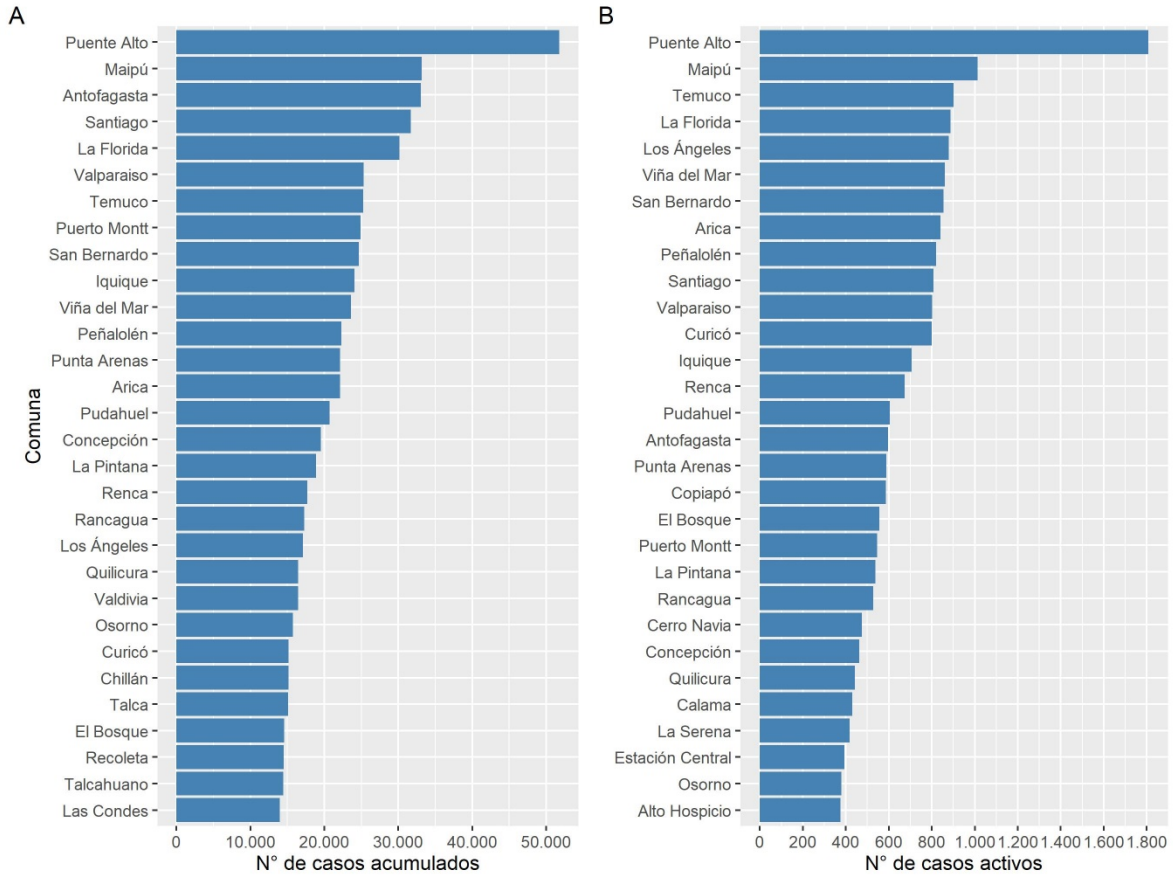 A
Comuna
Puente Alto
Maipú
Antofagasta
Santiago
La Florida
Valparaiso
Temuco
Puerto Montt
San Bernardo
Iquique
Viña del Mar
Peñalolén
Punta Arenas
Arica
Pudahuel
Concepción
La Pintana
Renca
Rancagua
Los Ángeles
Quilicura
Valdivia
Osorno
Curicó
Chillán
Talca
El Bosque
Recoleta
Talcahuano
Las Condes
0 10.000 20.000 30.000 40.000 50.000
N° de casos acumulados
B
Puente Alto
Maipú
Temuco
La Florida
Los Ángeles
Viña del Mar
San Bernardo
Arica
Peñalolén
Santiago
Valparaiso
Curicó
Iquique
Renca
Pudahuel
Antofagasta
Punta Arenas
Copiapó
El Bosque
Puerto Montt
La Pintana
Rancagua
Cerro Navia
Concepción
Quilicura
Calama
La Serena
Estación Central
Osorno
Alto Hospicio
0 200 400 600 800 1.000 1.200 1.400 1.600 1.800
N° de casos activos